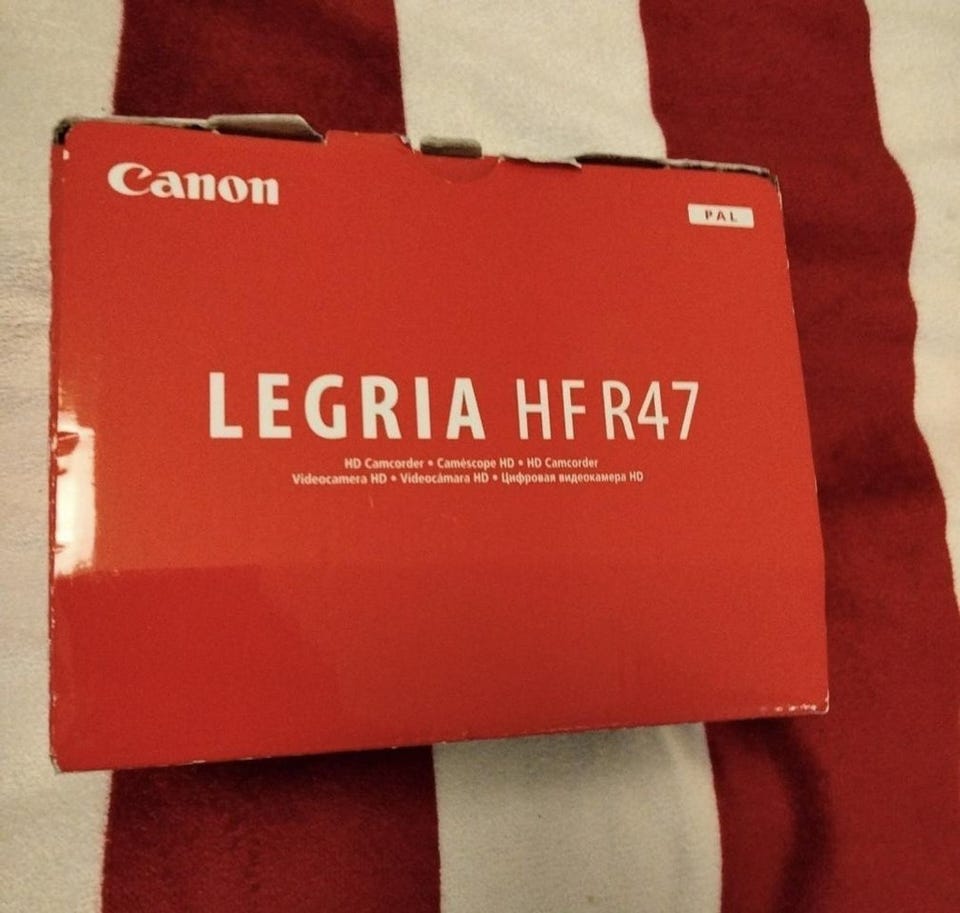 Canon
PAL
LEGRIA HF R47
HD Camcorder • Caméscope HD • HD Camcorder
Videocamera HD • Videocámara HD • Цифровая видеокамера HD